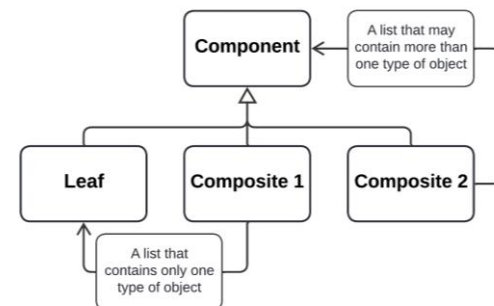 Component
A list that may
contain more than
one type of object
Leaf
Composite 1
Composite 2
A list that
contains only one
type of object